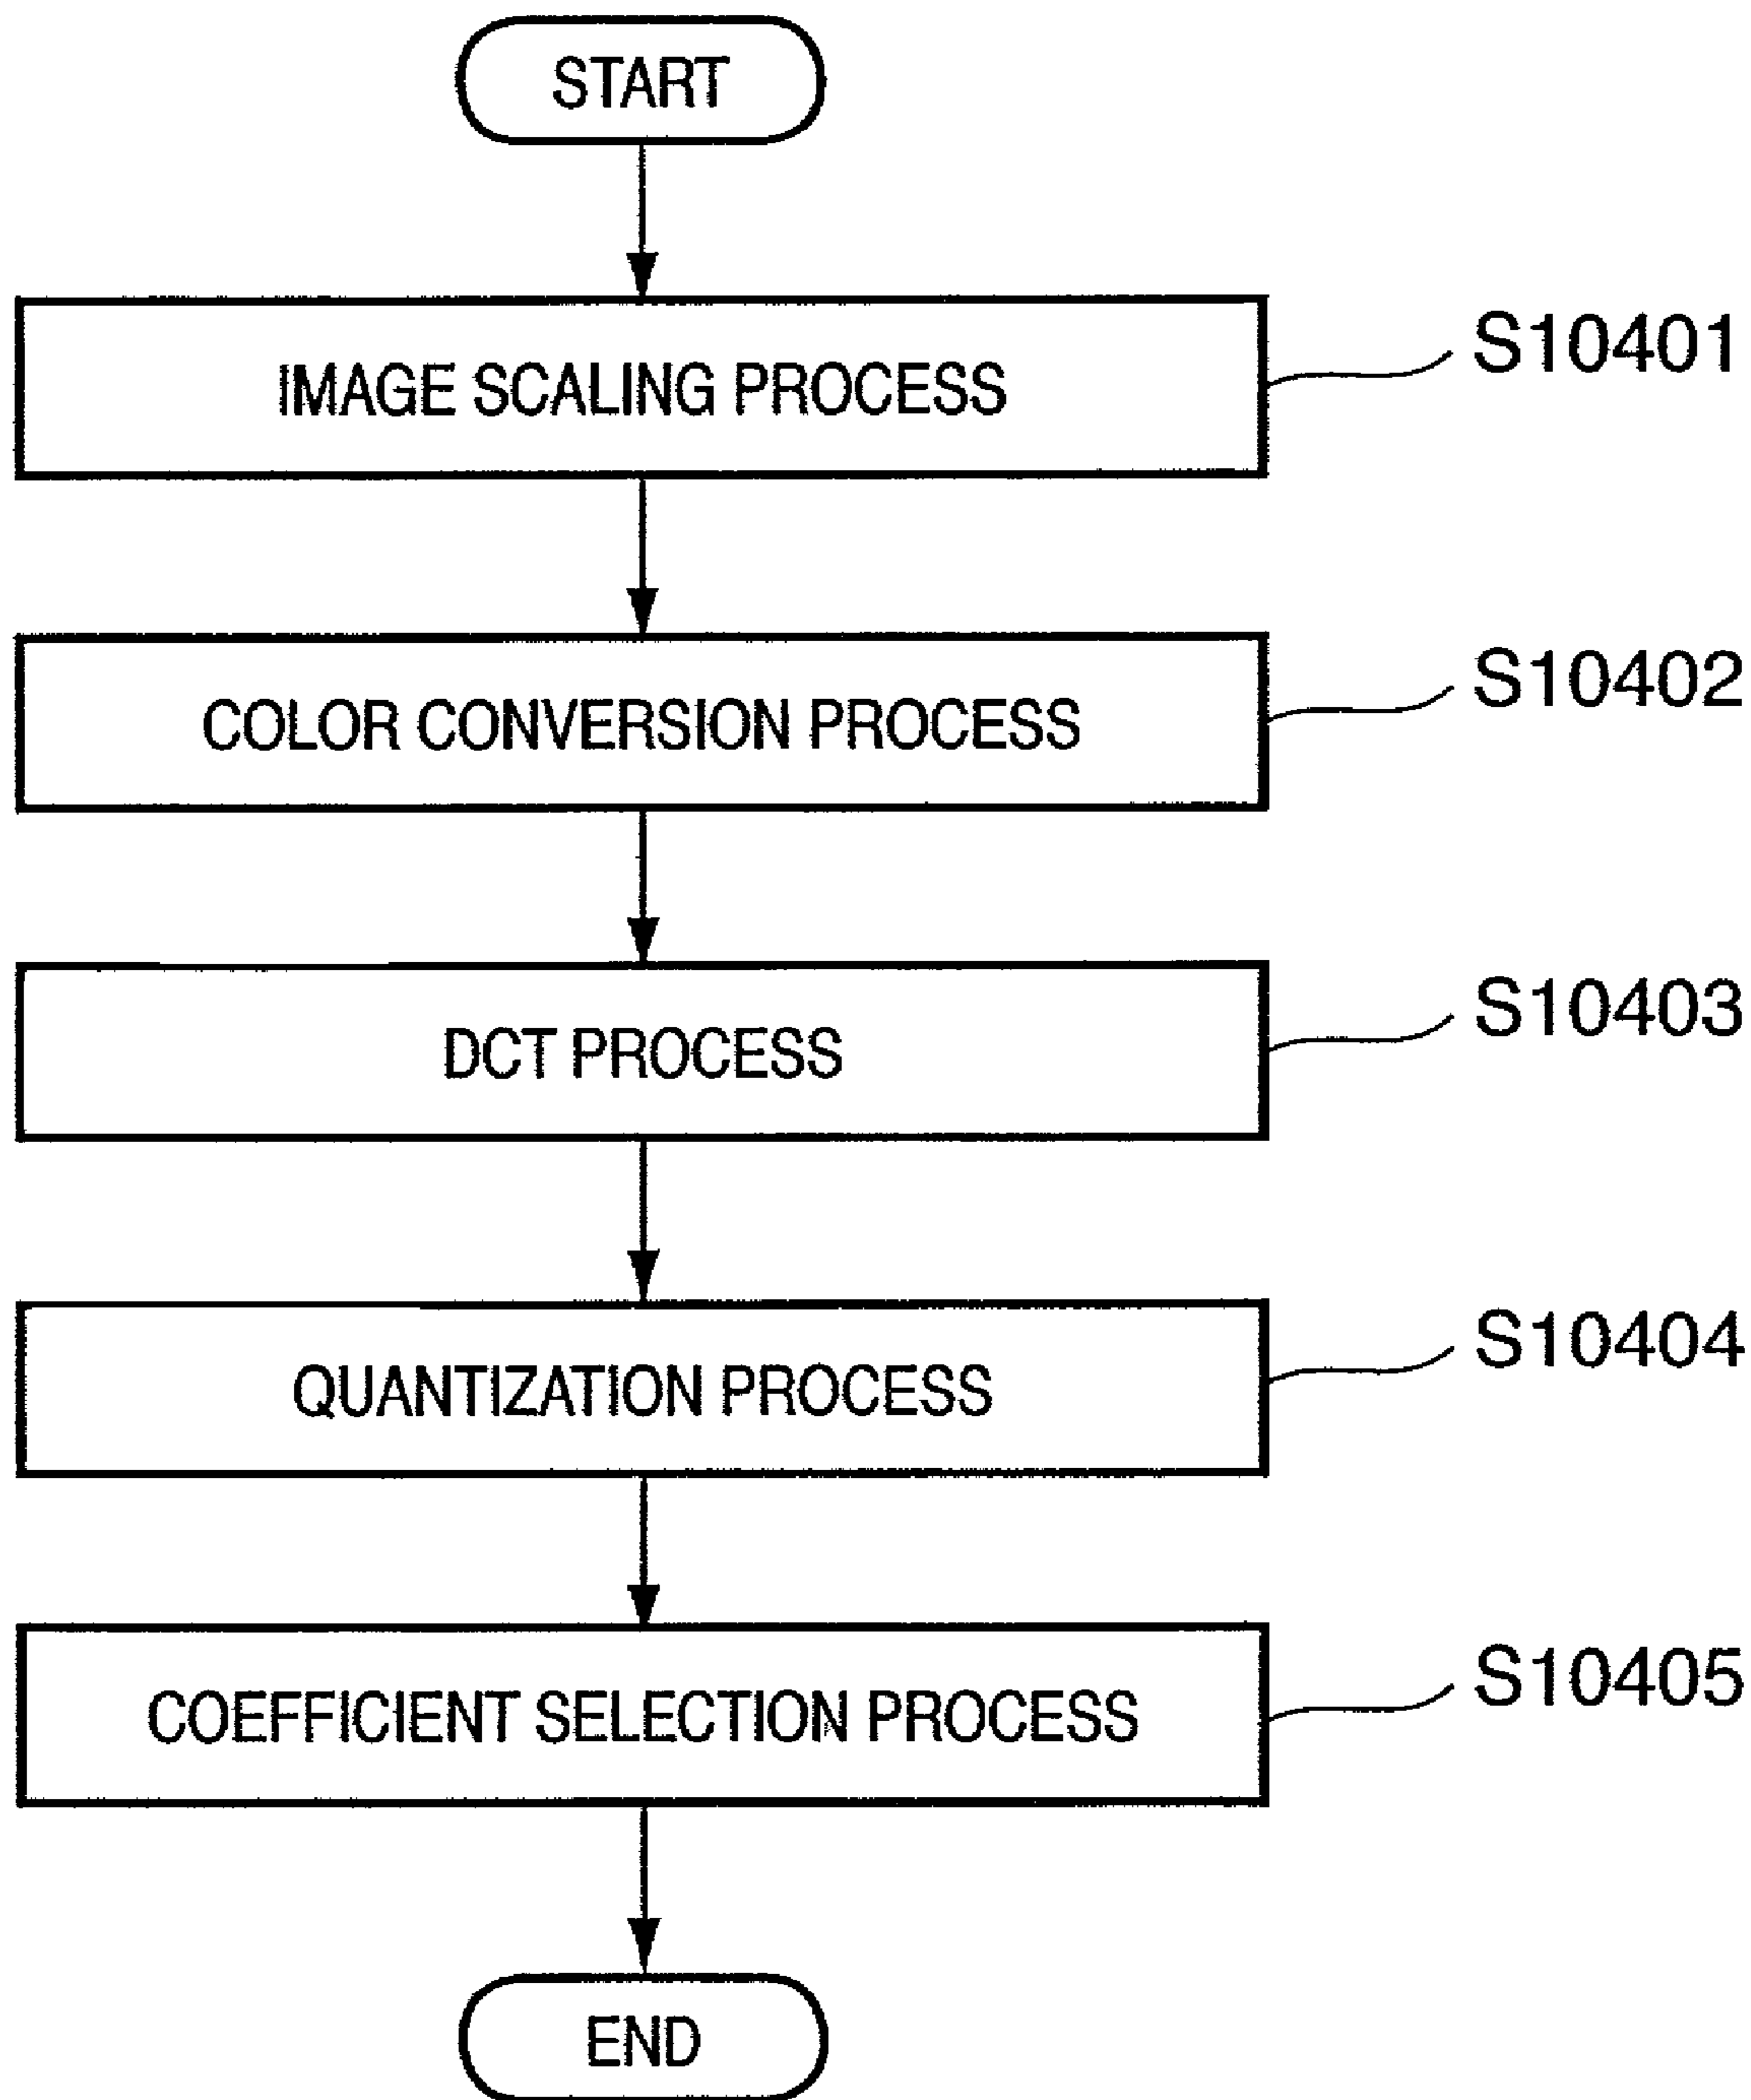 START
IMAGE SCALING PROCESS
S10401
COLOR CONVERSION PROCESS
S10402
DCT PROCESS
S10403
QUANTIZATION PROCESS
S10404
COEFFICIENT SELECTION PROCESS
S10405
END